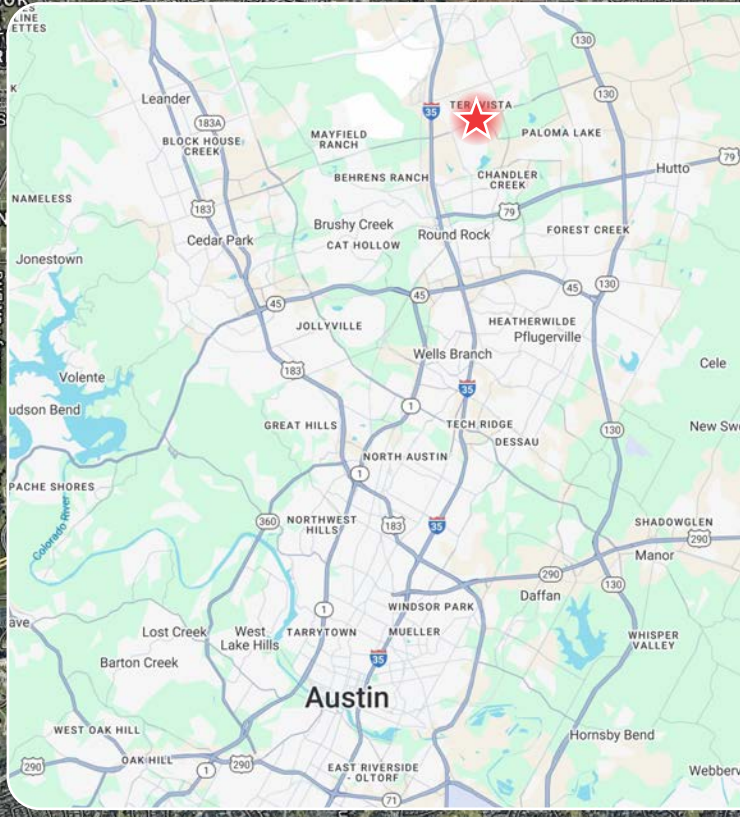 Leander
183A
BLOCK HOUSE
CREEK
MAYFIELD
RANCH
35
TERAVISTA
130
130
PALOMA LAKE
BEHRENS RANCH
CHANDLER
CREEK
Hutto
79
NAMELESS
183
79
Brushy Creek
Round Rock
FOREST CREEK
Cedar Park
CAT HOLLOW
Jonestown
45
45
45
130
JOLLYVILLE
HEATHERWILDE
Pflugerville
Wells Branch
183
Cele
Volente
35
udson Bend
1
GREAT HILLS
TECH RIDGE
130
New Swe
DESSAU
NORTH AUSTIN
1
PACHE SHORES
Colorado River
360
NORTHWEST
HILLS
183
35
SHADOWGLEN
290
Manor
290
130
Daffan
1
WINDSOR PARK
ave
Lost Creek
West
Lake Hills
TARRYTOWN
MUELLER
WHISPER
VALLEY
35
Barton Creek
Austin
WEST OAK HILL
Hornsby Bend
290
OAK HILL
1
290
EAST RIVERSIDE
- OLTORF
Webberv
71